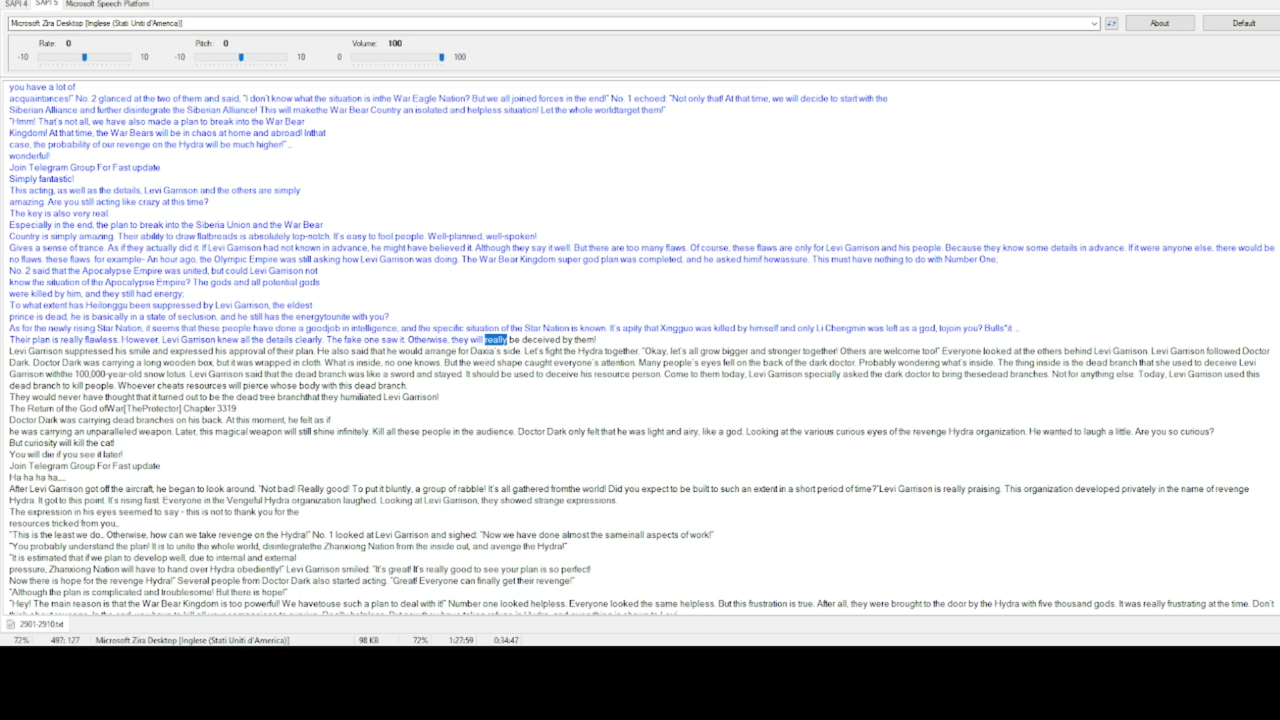 SAPI 4 SAPI 5 Microsoft Speech Platform
Microsoft Zira Desktop [Inglese (Stati Uniti d'America)]
About
Default
Rate: 0 Pitch: 0 Volume: 100
-10 10 -10 10 0 100
you have a lot of
acquaintances!" No. 2 glanced at the two of them and said, "I don't know what the situation is inthe War Eagle Nation? But we all joined forces in the end!" No. 1 echoed: "Not only that! At that time, we will decide to start with the
Siberian Alliance and further disintegrate the Siberian Alliance! This will makethe War Bear Country an isolated and helpless situation! Let the whole worldtarget them!"
"Hmm! That's not all, we have also made a plan to break into the War Bear
Kingdom! At that time, the War Bears will be in chaos at home and abroad! Inthat
case, the probability of our revenge on the Hydra will be much higher!" ..
wonderful!
Join Telegram Group For Fast update
Simply fantastic!
This acting, as well as the details, Levi Garrison and the others are simply
amazing. Are you still acting like crazy at this time?
The key is also very real.
Especially in the end, the plan to break into the Siberia Union and the War Bear
Country is simply amazing. Their ability to draw flatbreads is absolutely top-notch. It's easy to fool people. Well-planned, well-spoken!
Gives a sense of trance. As if they actually did it. If Levi Garrison had not known in advance, he might have believed it. Although they say it well. But there are too many flaws. Of course, these flaws are only for Levi Garrison and his people. Because they know some details in advance. If it were anyone else, there would be
no flaws. these flaws. for example- An hour ago, the Olympic Empire was still asking how Levi Garrison was doing. The War Bear Kingdom super god plan was completed, and he asked himif hewassure. This must have nothing to do with Number One;
No. 2 said that the Apocalypse Empire was united, but could Levi Garrison not
know the situation of the Apocalypse Empire? The gods and all potential gods
were killed by him, and they still had energy;
To what extent has Heilonggu been suppressed by Levi Garrison, the eldest
prince is dead, he is basically in a state of seclusion, and he still has the energytounite with you?
As for the newly rising Star Nation, it seems that these people have done a goodjob in intelligence, and the specific situation of the Star Nation is known. It's apity that Xingguo was killed by himself and only Li Chengmin was left as a god, tojoin you? Bulls*it. ..
Their plan is really flawless. However, Levi Garrison knew all the details clearly. The fake one saw it. Otherwise, they will really be deceived by them!
Levi Garrison suppressed his smile and expressed his approval of their plan. He also said that he would arrange for Daxia's side. Let's fight the Hydra together. "Okay, let's all grow bigger and stronger together! Others are welcome too!" Everyone looked at the others behind Levi Garrison. Levi Garrison followed Doctor
Dark. Doctor Dark was carrying a long wooden box, but it was wrapped in cloth. What is inside, no one knows. But the weird shape caught everyone's attention. Many people's eyes fell on the back of the dark doctor. Probably wondering what's inside. The thing inside is the dead branch that she used to deceive Levi
Garrison withthe 100,000-year-old snow lotus. Levi Garrison said that the dead branch was like a sword and stayed. It should be used to deceive his resource person. Come to them today, Levi Garrison specially asked the dark doctor to bring thesedead branches. Not for anything else. Today, Levi Garrison used this
dead branch to kill people. Whoever cheats resources will pierce whose body with this dead branch.
They would never have thought that it turned out to be the dead tree branchthat they humiliated Levi Garrison!
The Return of the God ofWar[TheProtector] Chapter 3319
Doctor Dark was carrying dead branches on his back. At this moment, he felt as if
he was carrying an unparalleled weapon. Later, this magical weapon will still shine infinitely. Kill all these people in the audience. Doctor Dark only felt that he was light and airy, like a god. Looking at the various curious eyes of the revenge Hydra organization. He wanted to laugh a little. Are you so curious?
But curiosity will kill the cat!
You will die if you see it later!
Join Telegram Group For Fast update
Ha ha ha ha.....
After Levi Garrison got off the aircraft, he began to look around. "Not bad! Really good! To put it bluntly, a group of rabble! It's all gathered fromthe world! Did you expect to be built to such an extent in a short period of time?"Levi Garrison is really praising. This organization developed privately in the name of revenge
Hydra. It got to this point. It's rising fast. Everyone in the Vengeful Hydra organization laughed. Looking at Levi Garrison, they showed strange expressions.
The expression in his eyes seemed to say - this is not to thank you for the
resources tricked from you..
"This is the least we do... Otherwise, how can we take revenge on the Hydra!" No. 1 looked at Levi Garrison and sighed: "Now we have done almost the sameinall aspects of work!"
"You probably understand the plan! It is to unite the whole world, disintegratethe Zhanxiong Nation from the inside out, and avenge the Hydra!"
"It is estimated that if we plan to develop well, due to internal and external
pressure, Zhanxiong Nation will have to hand over Hydra obediently!" Levi Garrison smiled: "It's great! It's really good to see your plan is so perfect!
Now there is hope for the revenge Hydra!" Several people from Doctor Dark also started acting. "Great! Everyone can finally get their revenge!"
"Although the plan is complicated and troublesome! But there is hope!"
"Hey! The main reason is that the War Bear Kingdom is too powerful! We havetouse such a plan to deal with it!" Number one looked helpless. Everyone looked the same helpless. But this frustration is true. After all, they were brought to the door by the Hydra with five thousand gods. It was really frustrating at the time. Don't
2901-2910.txt
72% 497: 127 Microsoft Zira Desktop [Inglese (Stati Uniti d'America)] 98 KB 72% 1:27:59 0:34:47